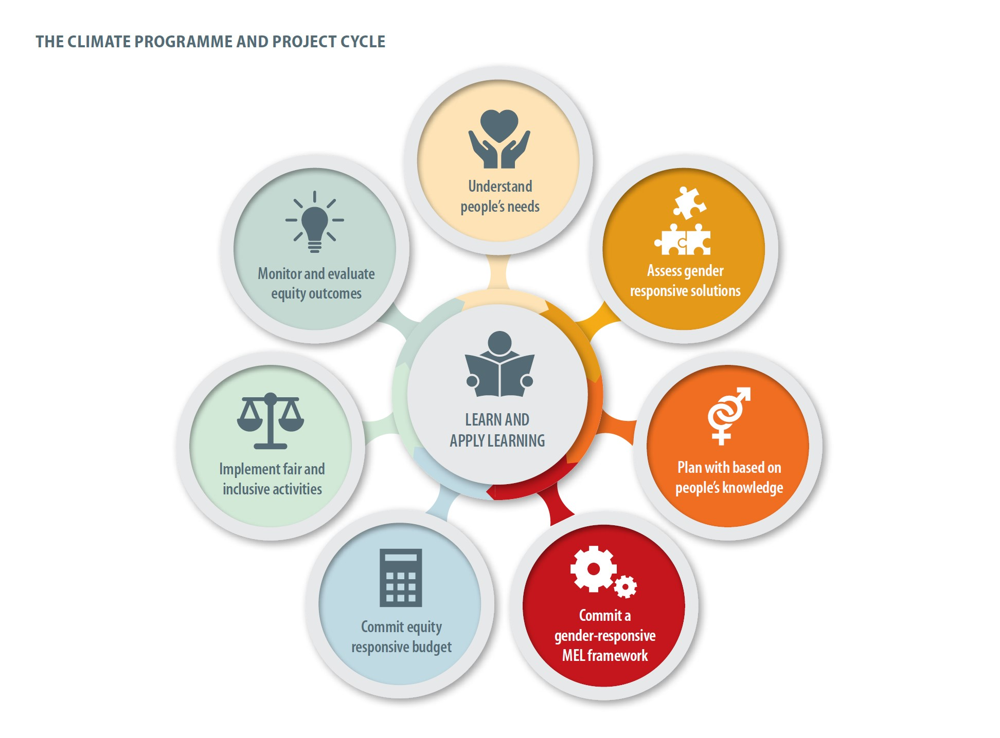 THE CLIMATE PROGRAMME AND PROJECT CYCLE
Understand
people's needs
Assess gender
responsive solutions
Plan with based on
people's knowledge
Commit a
gender-responsive
MEL framework
Commit equity
responsive budget
Implement fair and
inclusive activities
Monitor and evaluate
equity outcomes
LEARN AND
APPLY LEARNING